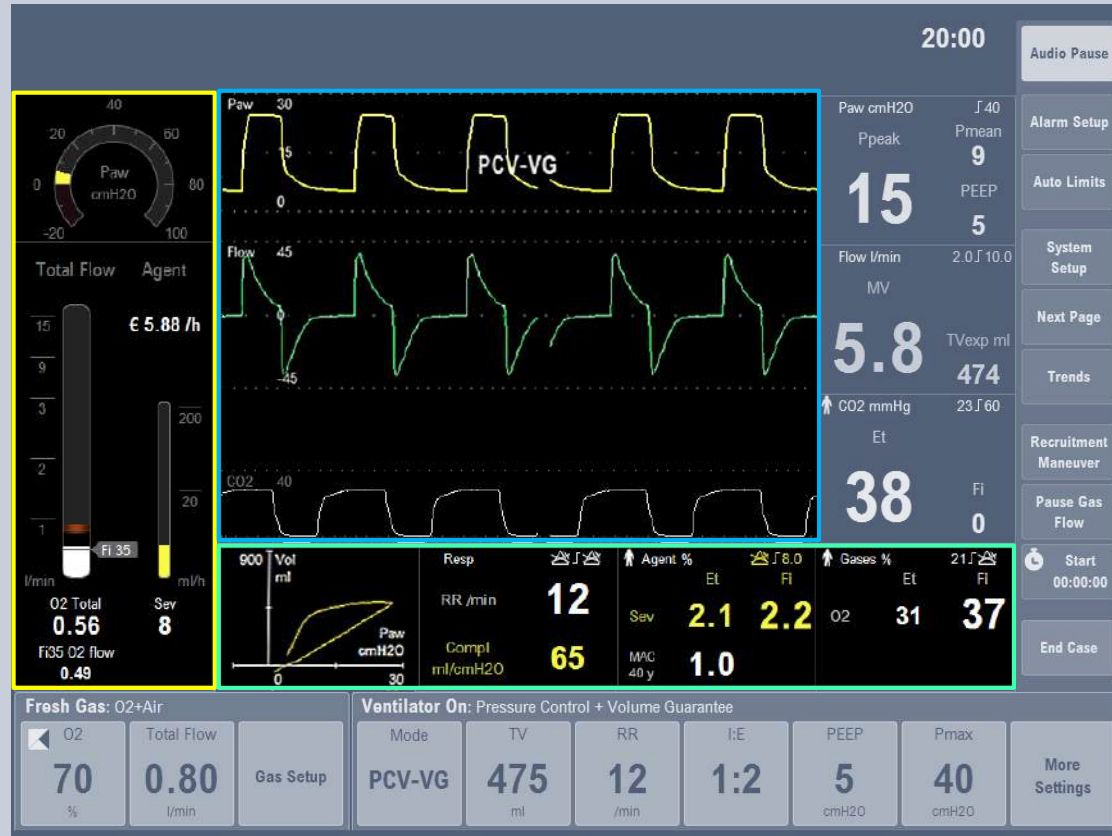 20:00
Audio Pause
Alarm Setup
Auto Limits
System
Setup
Next Page
Trends
Recruitment
Maneuver
Pause Gas
Flow
Start
00:00:00
End Case
40
20 60
Paw
0 80
cmH2O
-20 100
Total Flow Agent
15 € 5.88 /h
9
3 200
2
20
1
Fi 35
l/min ml/h
O2 Total Sev
0.56 8
Fi35 O2 flow
0.49
Paw 30
15
PCV-VG
0
Flow 45
0
-45
CO2 40
Paw cmH2O 40
Ppeak Pmean
9
15 PEEP
5
Flow l/min 2.0 10.0
MV
5.8 TVexp ml
474
CO2 mmHg 23 60
Et
38 Fi
0
900 Vol
ml
Paw
cmH2O
0 30
Resp
RR /min 12
Compl
ml/cmH2O 65
Agent % 8.0
Et Fi
Sev 2.1 2.2
MAC
40 y 1.0
Gases % 21
Et Fi
O2 31 37
Fresh Gas: O2+Air
O2
70
%
Total Flow
0.80
l/min
Gas Setup
Ventilator On: Pressure Control + Volume Guarantee
Mode
PCV-VG
TV
475
ml
RR
12
/min
I:E
1:2
PEEP
5
cmH2O
Pmax
40
cmH2O
More
Settings